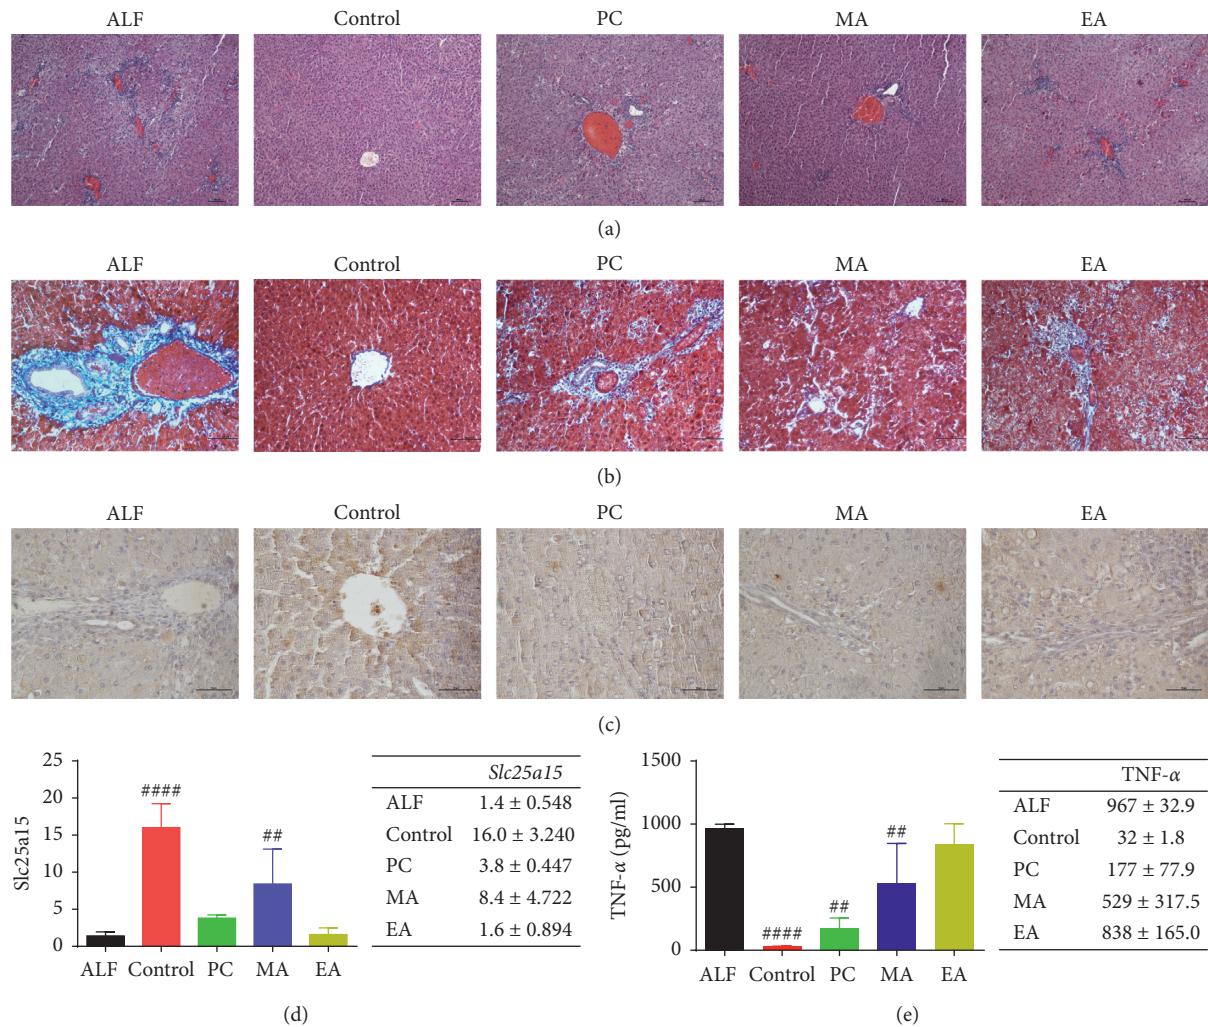 ALF Control PC MA EA
(a)
ALF Control PC MA EA
(b)
ALF Control PC MA EA
(c)
Slc25a15
25
20
15
10
5
0
####
##
ALF Control PC MA EA
Slc25a15
ALF 1.4 ± 0.548
Control 16.0 ± 3.240
PC 3.8 ± 0.447
MA 8.4 ± 4.722
EA 1.6 ± 0.894
(d)
TNF-α (pg/ml)
1500
1000
500
0
####
##
##
ALF Control PC MA EA
TNF-α
ALF 967 ± 32.9
Control 32 ± 1.8
PC 177 ± 77.9
MA 529 ± 317.5
EA 838 ± 165.0
(e)